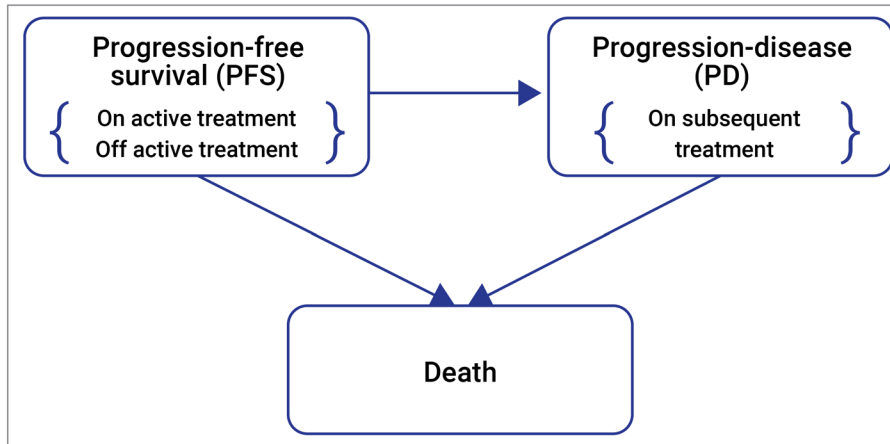 Progression-free
survival (PFS)
On active treatment
Off active treatment
Progression-disease
(PD)
On subsequent
treatment
Death